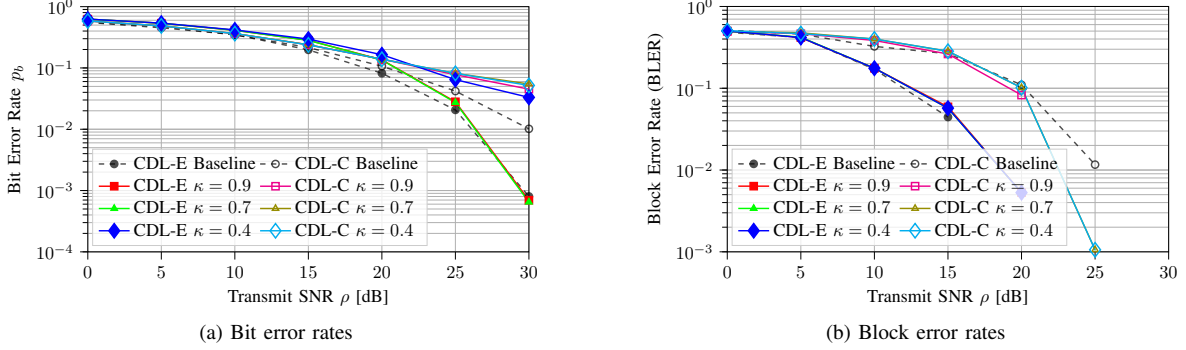 10^0
10^−1
10^−2
10^−3
10^−4
Bit Error Rate p_b
CDL-E Baseline CDL-C Baseline
CDL-E κ = 0.9 CDL-C κ = 0.9
CDL-E κ = 0.7 CDL-C κ = 0.7
CDL-E κ = 0.4 CDL-C κ = 0.4
0 5 10 15 20 25 30
Transmit SNR ρ [dB]
(a) Bit error rates
10^0
10^−1
10^−2
10^−3
Block Error Rate (BLER)
CDL-E Baseline CDL-C Baseline
CDL-E κ = 0.9 CDL-C κ = 0.9
CDL-E κ = 0.7 CDL-C κ = 0.7
CDL-E κ = 0.4 CDL-C κ = 0.4
0 5 10 15 20 25 30
Transmit SNR ρ [dB]
(b) Block error rates